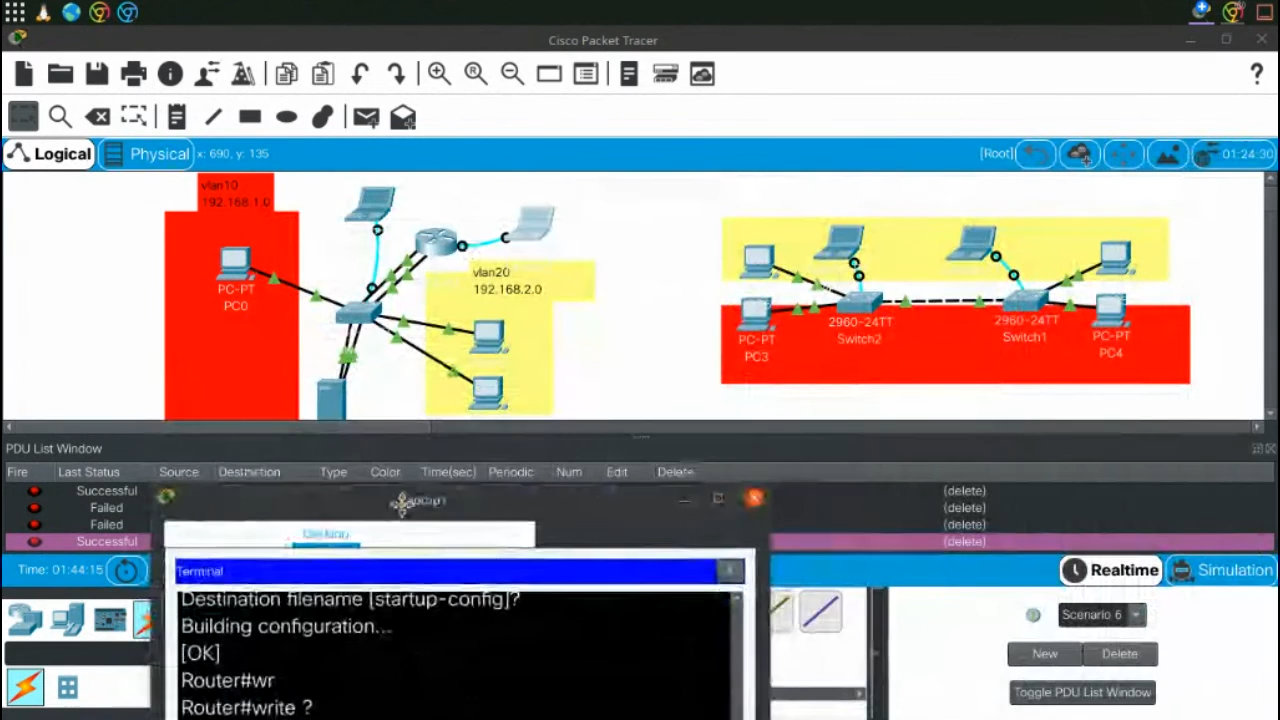 Cisco Packet Tracer
?
Logical
Physical
x: 690, y: 135
[Root]
01:24:30
vlan10
192.168.1.0
PC-PT
PC0
vlan20
192.168.2.0
PC-PT
PC3
2960-24TT
Switch2
2960-24TT
Switch1
PC-PT
PC4
PDU List Window
Fire Last Status Source Destination Type Color Time(sec) Periodic Num Edit Delete
Successful (delete)
Failed (delete)
Failed (delete)
Successful (delete)
Desktop
Time: 01:44:15
Realtime
Simulation
Terminal
Destination filename [startup-config]?
Building configuration...
[OK]
Router#wr
Router#write ?
Scenario 6
New
Delete
Toggle PDU List Window